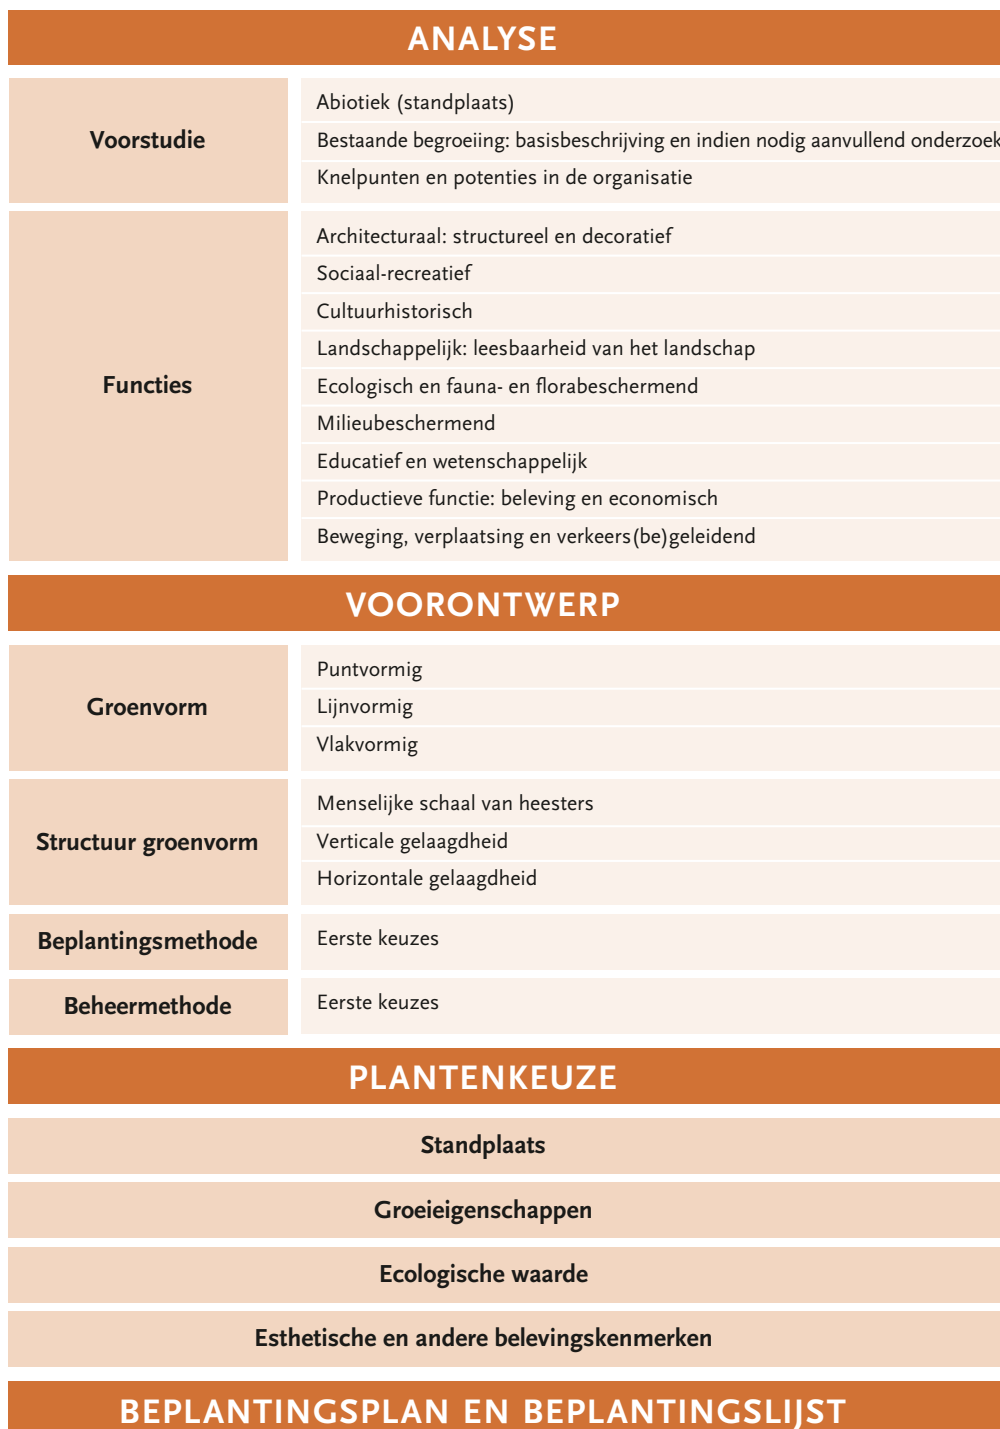 ANALYSE
Voorstudie
Abiotiek (standplaats)
Bestaande begroeiing: basisbeschrijving en indien nodig aanvullend onderzoek
Knelpunten en potenties in de organisatie
Functies
Architecturaal: structureel en decoratief
Sociaal-recreatief
Cultuurhistorisch
Landschappelijk: leesbaarheid van het landschap
Ecologisch en fauna- en florabeschermend
Milieubeschermend
Educatief en wetenschappelijk
Productieve functie: beleving en economisch
Beweging, verplaatsing en verkeers(be)geleidend
VOORONTWERP
Groenvorm
Puntvormig
Lijnvormig
Vlakvormig
Structuur groenvorm
Menselijke schaal van heesters
Verticale gelaagdheid
Horizontale gelaagdheid
Beplantingsmethode
Eerste keuzes
Beheermethode
Eerste keuzes
PLANTENKEUZE
Standplaats
Groeieigenschappen
Ecologische waarde
Esthetische en andere belevingskenmerken
BEPLANTINGSPLAN EN BEPLANTINGSLIJST